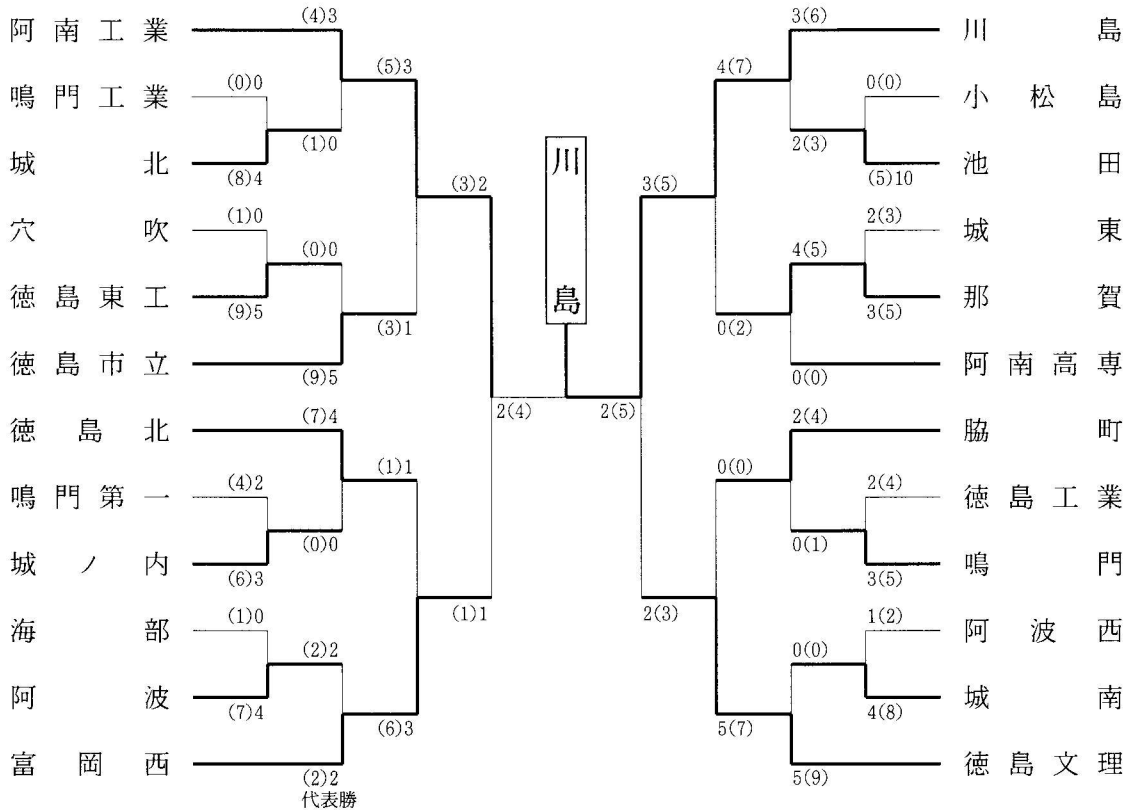 阿南工業
(4)3
(5)3
鳴門工業
(0)0
(1)0
城北
(8)4
(3)2
穴吹
(1)0
(0)0
徳島東工
(9)5
(3)1
徳島市立
(9)5
2(4)
徳島北
(7)4
(1)1
鳴門第一
(4)2
(0)0
城ノ内
(6)3
(1)1
海部
(1)0
(2)2
阿波
(7)4
(6)3
富岡西
(2)2
代表勝
川島
3(6)
川島
4(7)
0(0)
小松島
2(3)
池田
(5)10
3(5)
2(3)
城東
4(5)
那賀
3(5)
0(2)
阿南高専
0(0)
2(5)
2(4)
脇町
0(0)
2(4)
徳島工業
0(1)
鳴門
3(5)
2(3)
1(2)
阿波西
0(0)
城南
4(8)
5(7)
徳島文理
5(9)